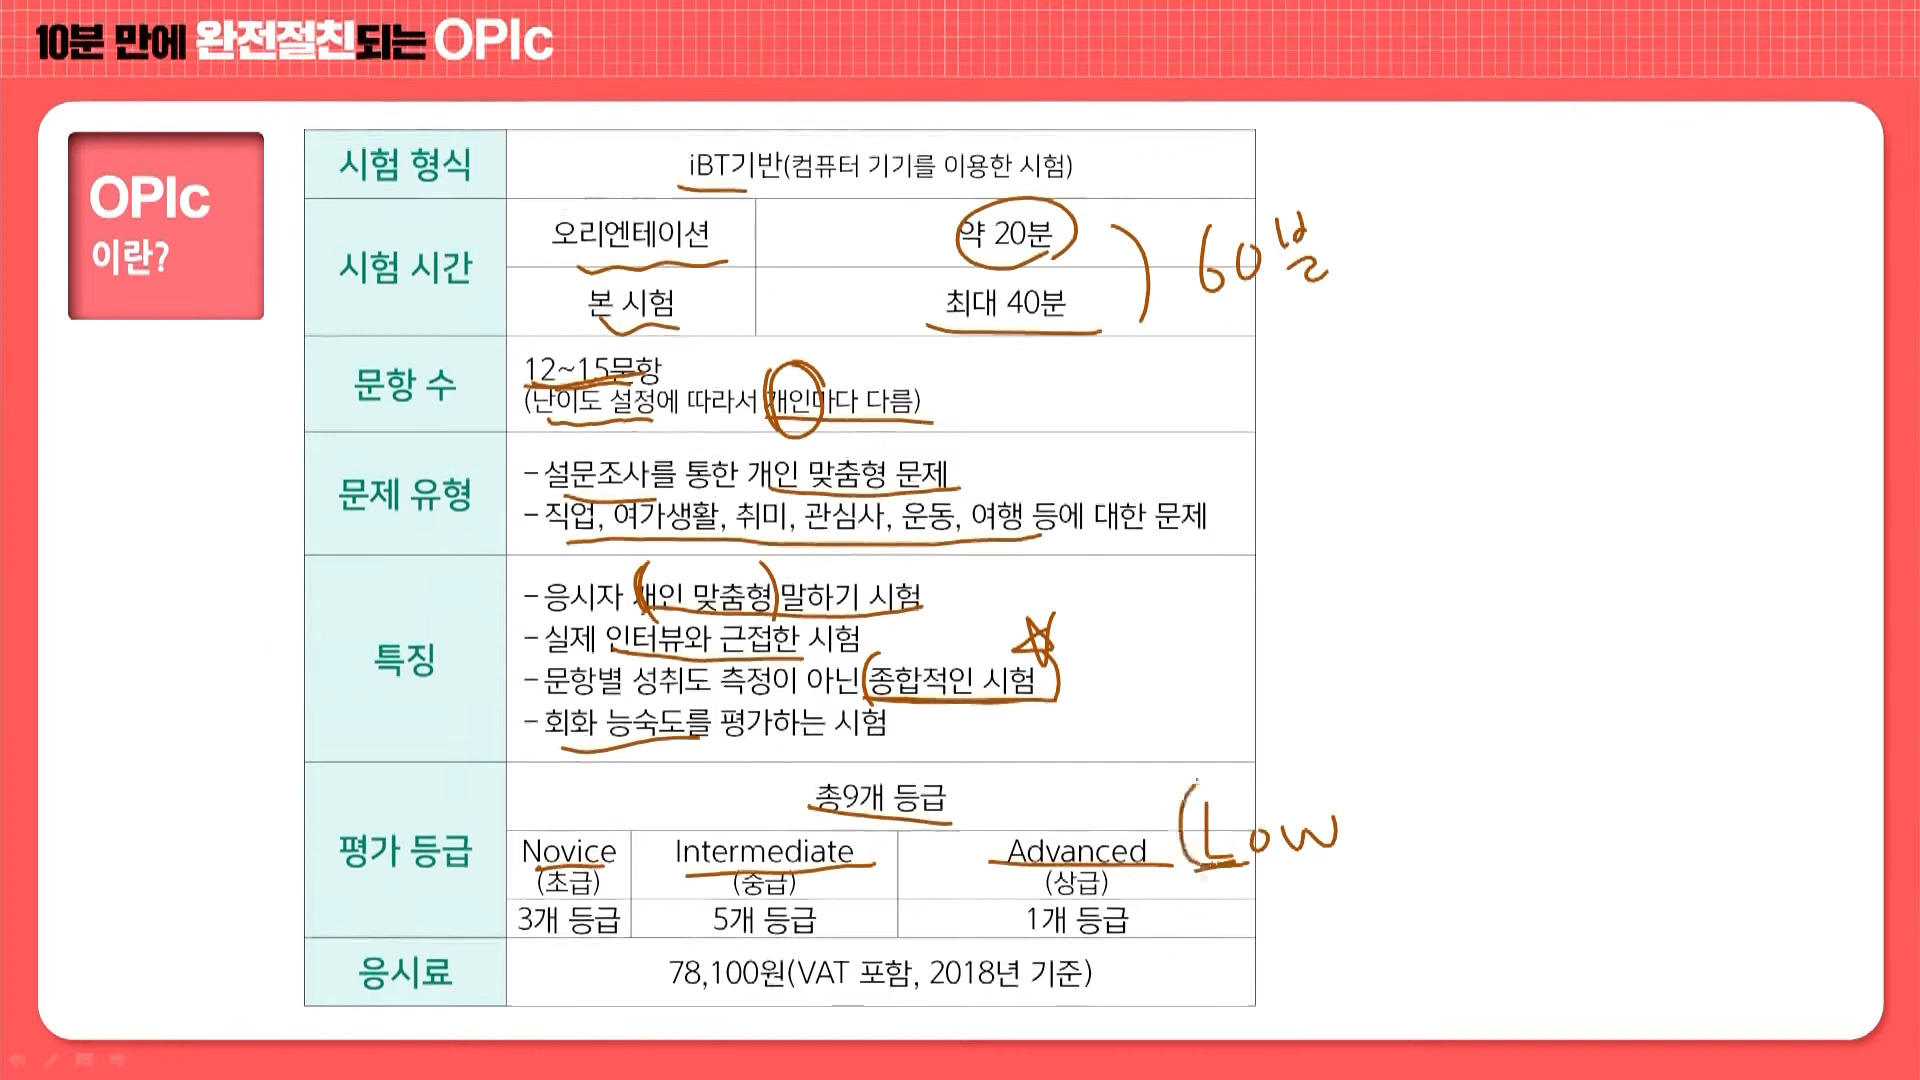 10분 만에 완전절친되는 OPIc
OPIc
이란?
시험 형식
iBT기반(컴퓨터 기기를 이용한 시험)
시험 시간
오리엔테이션
약 20분
본 시험
최대 40분
60분
문항 수
12~15문항
(난이도 설정에 따라서 개인마다 다름)
문제 유형
– 설문조사를 통한 개인 맞춤형 문제
– 직업, 여가생활, 취미, 관심사, 운동, 여행 등에 대한 문제
특징
– 응시자 개인 맞춤형 말하기 시험
– 실제 인터뷰와 근접한 시험
– 문항별 성취도 측정이 아닌 종합적인 시험
– 회화 능숙도를 평가하는 시험
평가 등급
총9개 등급
Novice
(초급)
Intermediate
(중급)
Advanced
(상급)
(Low
3개 등급
5개 등급
1개 등급
응시료
78,100원(VAT 포함, 2018년 기준)